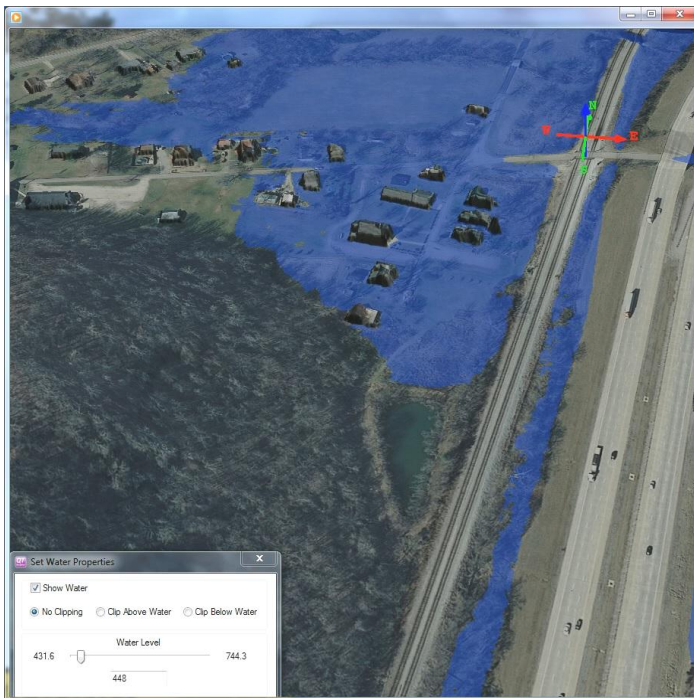 N
E
S
Set Water Properties
Show Water
No Clipping
Clip Above Water
Clip Below Water
Water Level
431.6
744.3
448